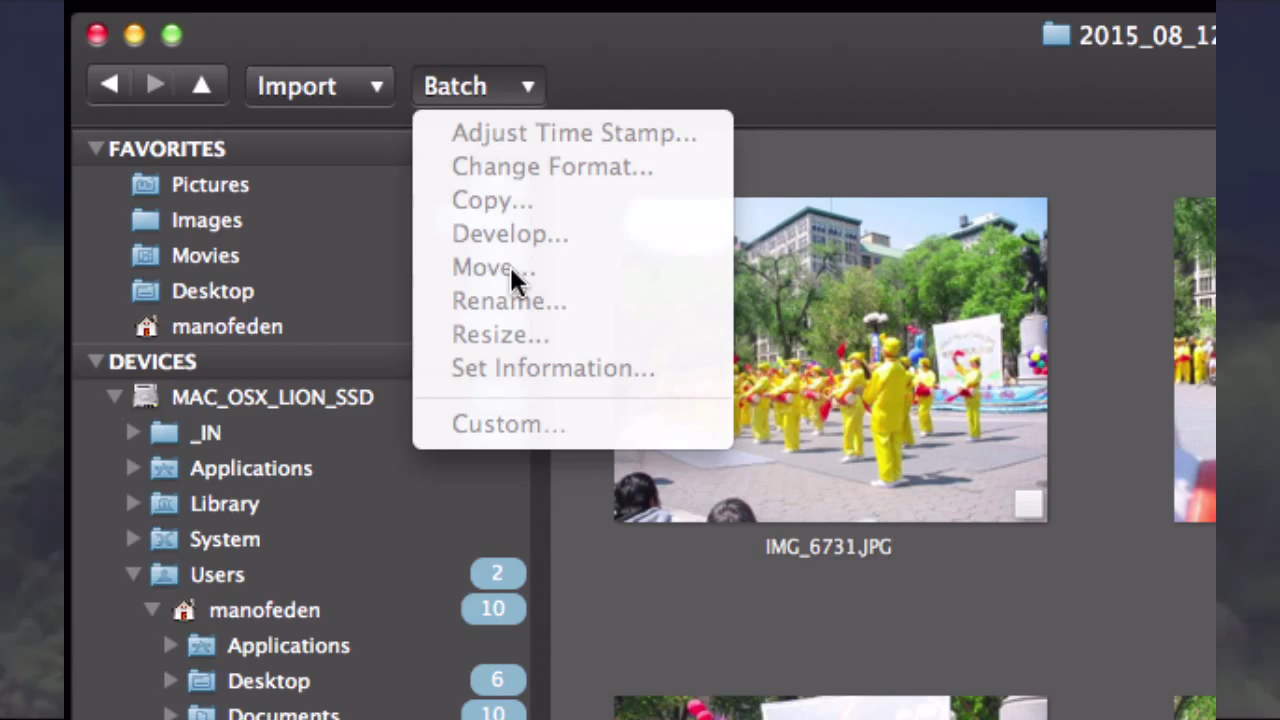 2015_08_12
Import
Batch
Adjust Time Stamp...
Change Format...
Copy...
Develop...
Move...
Rename...
Resize...
Set Information...
Custom...
FAVORITES
Pictures
Images
Movies
Desktop
manofeden
DEVICES
MAC_OSX_LION_SSD
_IN
Applications
Library
System
Users 2
manofeden 10
Applications
Desktop 6
Documents 10
IMG_6731.JPG